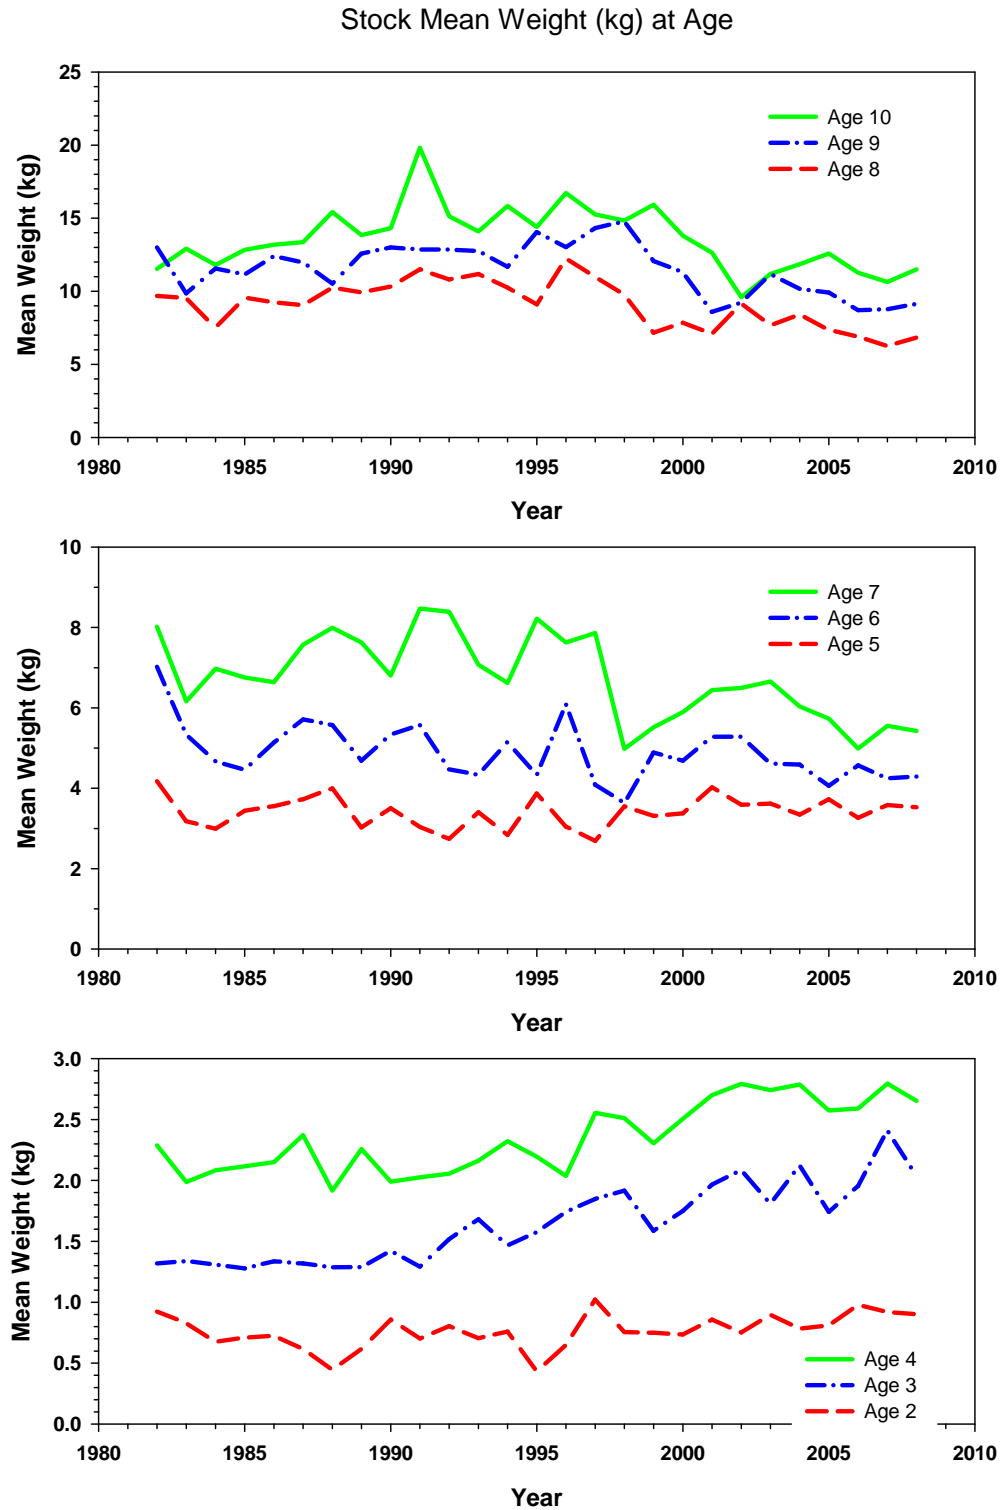 Stock Mean Weight (kg) at Age
25
20
15
10
5
0
Mean Weight (kg)
Age 10
Age 9
Age 8
1980 1985 1990 1995 2000 2005 2010
Year
10
8
6
4
2
0
Mean Weight (kg)
Age 7
Age 6
Age 5
1980 1985 1990 1995 2000 2005 2010
Year
3.0
2.5
2.0
1.5
1.0
0.5
0.0
Mean Weight (kg)
Age 4
Age 3
Age 2
1980 1985 1990 1995 2000 2005 2010
Year